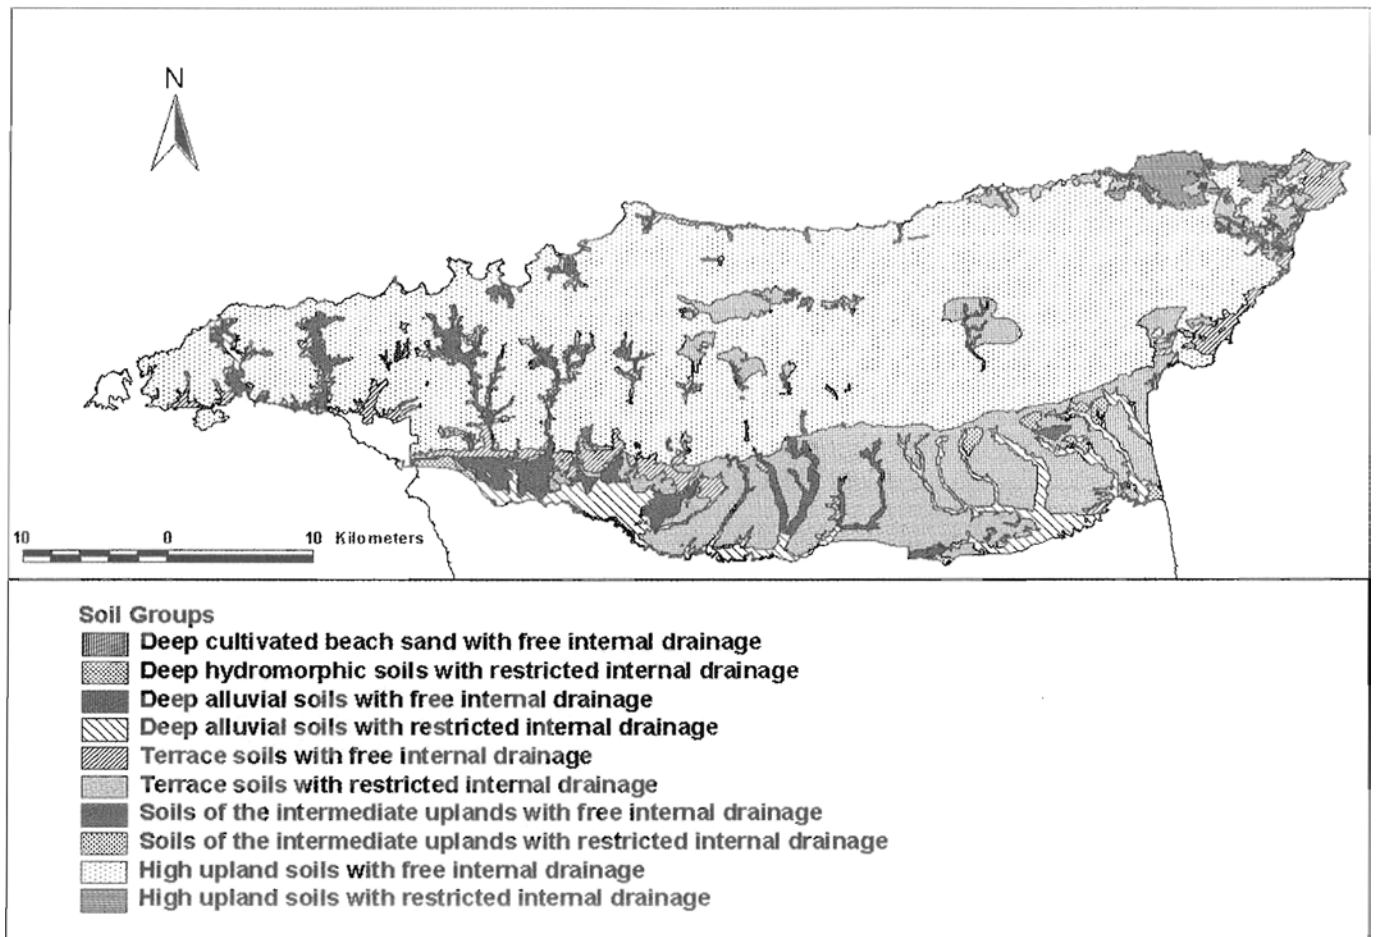 N
10 0 10 Kilometers
Soil Groups
Deep cultivated beach sand with free internal drainage
Deep hydromorphic soils with restricted internal drainage
Deep alluvial soils with free internal drainage
Deep alluvial soils with restricted internal drainage
Terrace soils with free internal drainage
Terrace soils with restricted internal drainage
Soils of the intermediate uplands with free internal drainage
Soils of the intermediate uplands with restricted internal drainage
High upland soils with free internal drainage
High upland soils with restricted internal drainage